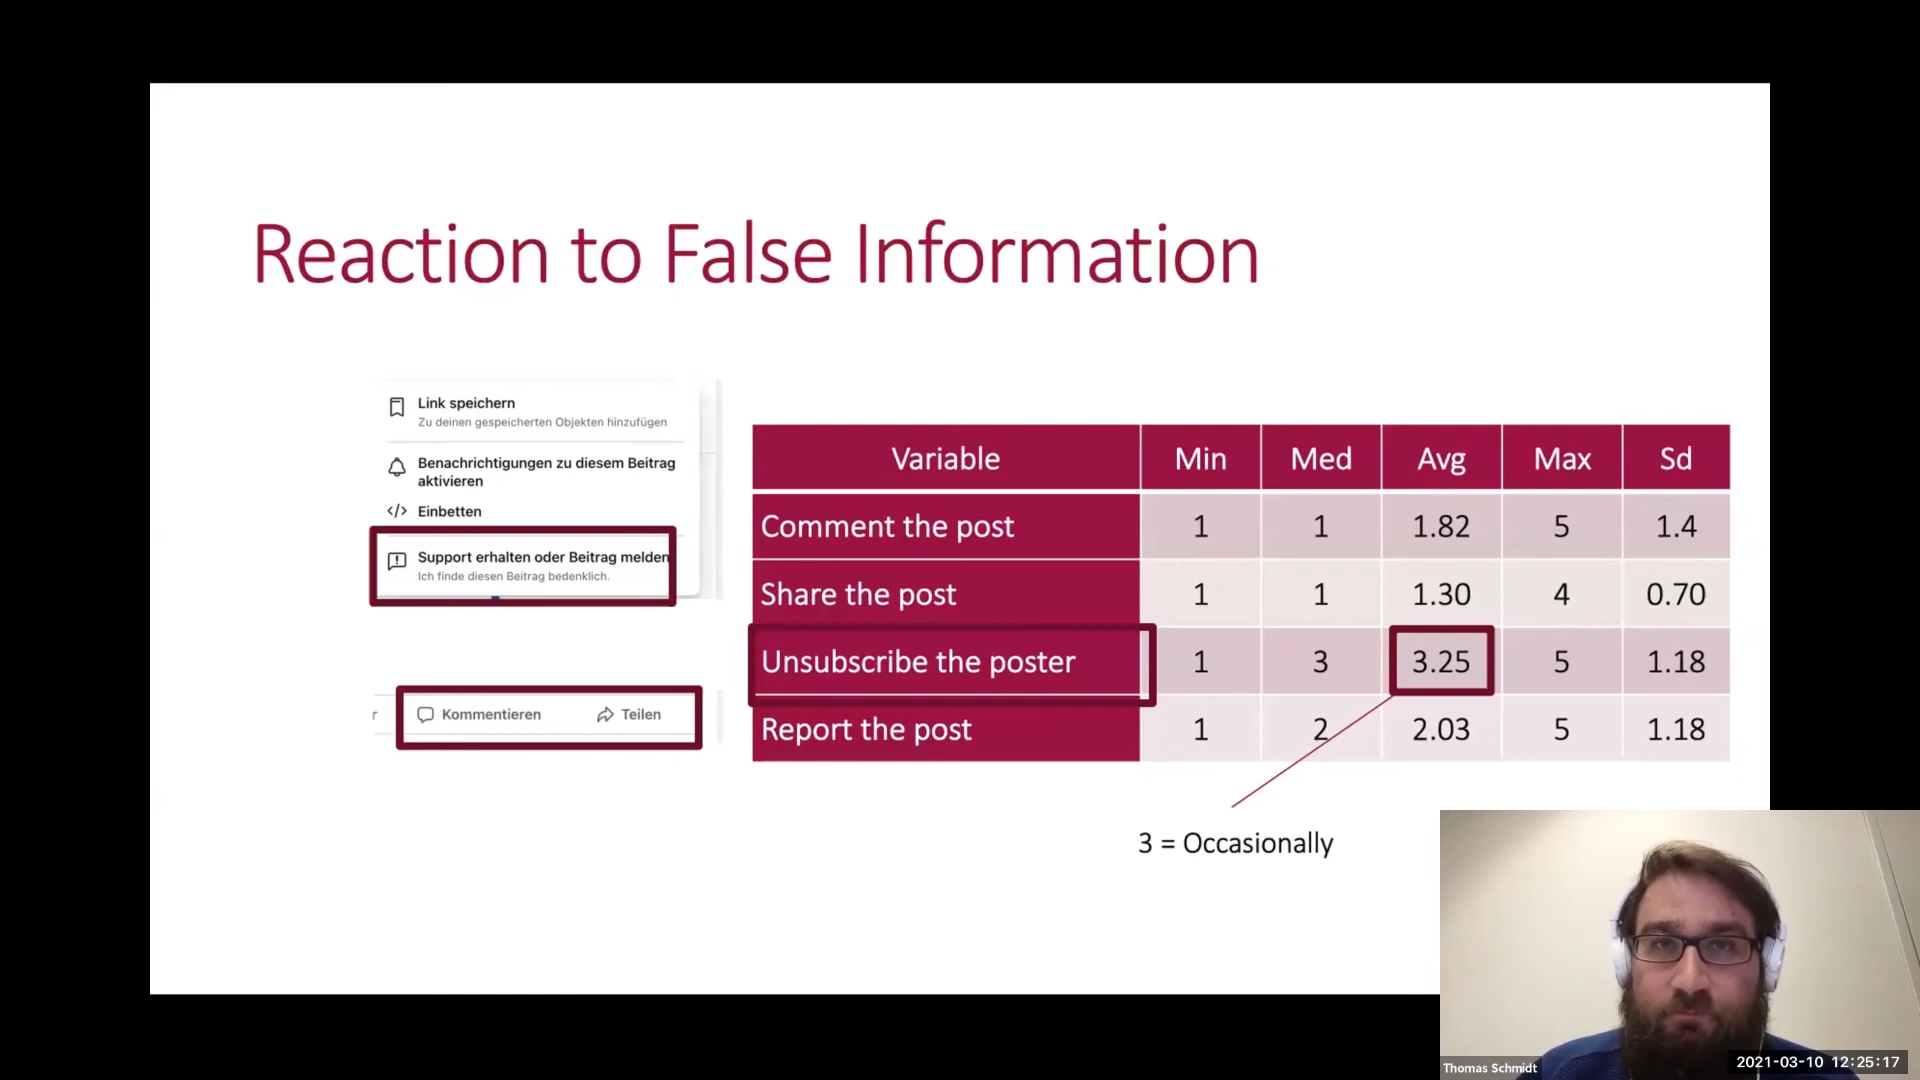 Reaction to False Information
Link speichern
Zu deinen gespeicherten Objekten hinzufügen
Benachrichtigungen zu diesem Beitrag
aktivieren
</> Einbetten
Support erhalten oder Beitrag melden
Ich finde diesen Beitrag bedenklich.
r Kommentieren Teilen
Variable Min Med Avg Max Sd
Comment the post 1 1 1.82 5 1.4
Share the post 1 1 1.30 4 0.70
Unsubscribe the poster 1 3 3.25 5 1.18
Report the post 1 2 2.03 5 1.18
3 = Occasionally
Thomas Schmidt
2021-03-10 12:25:17